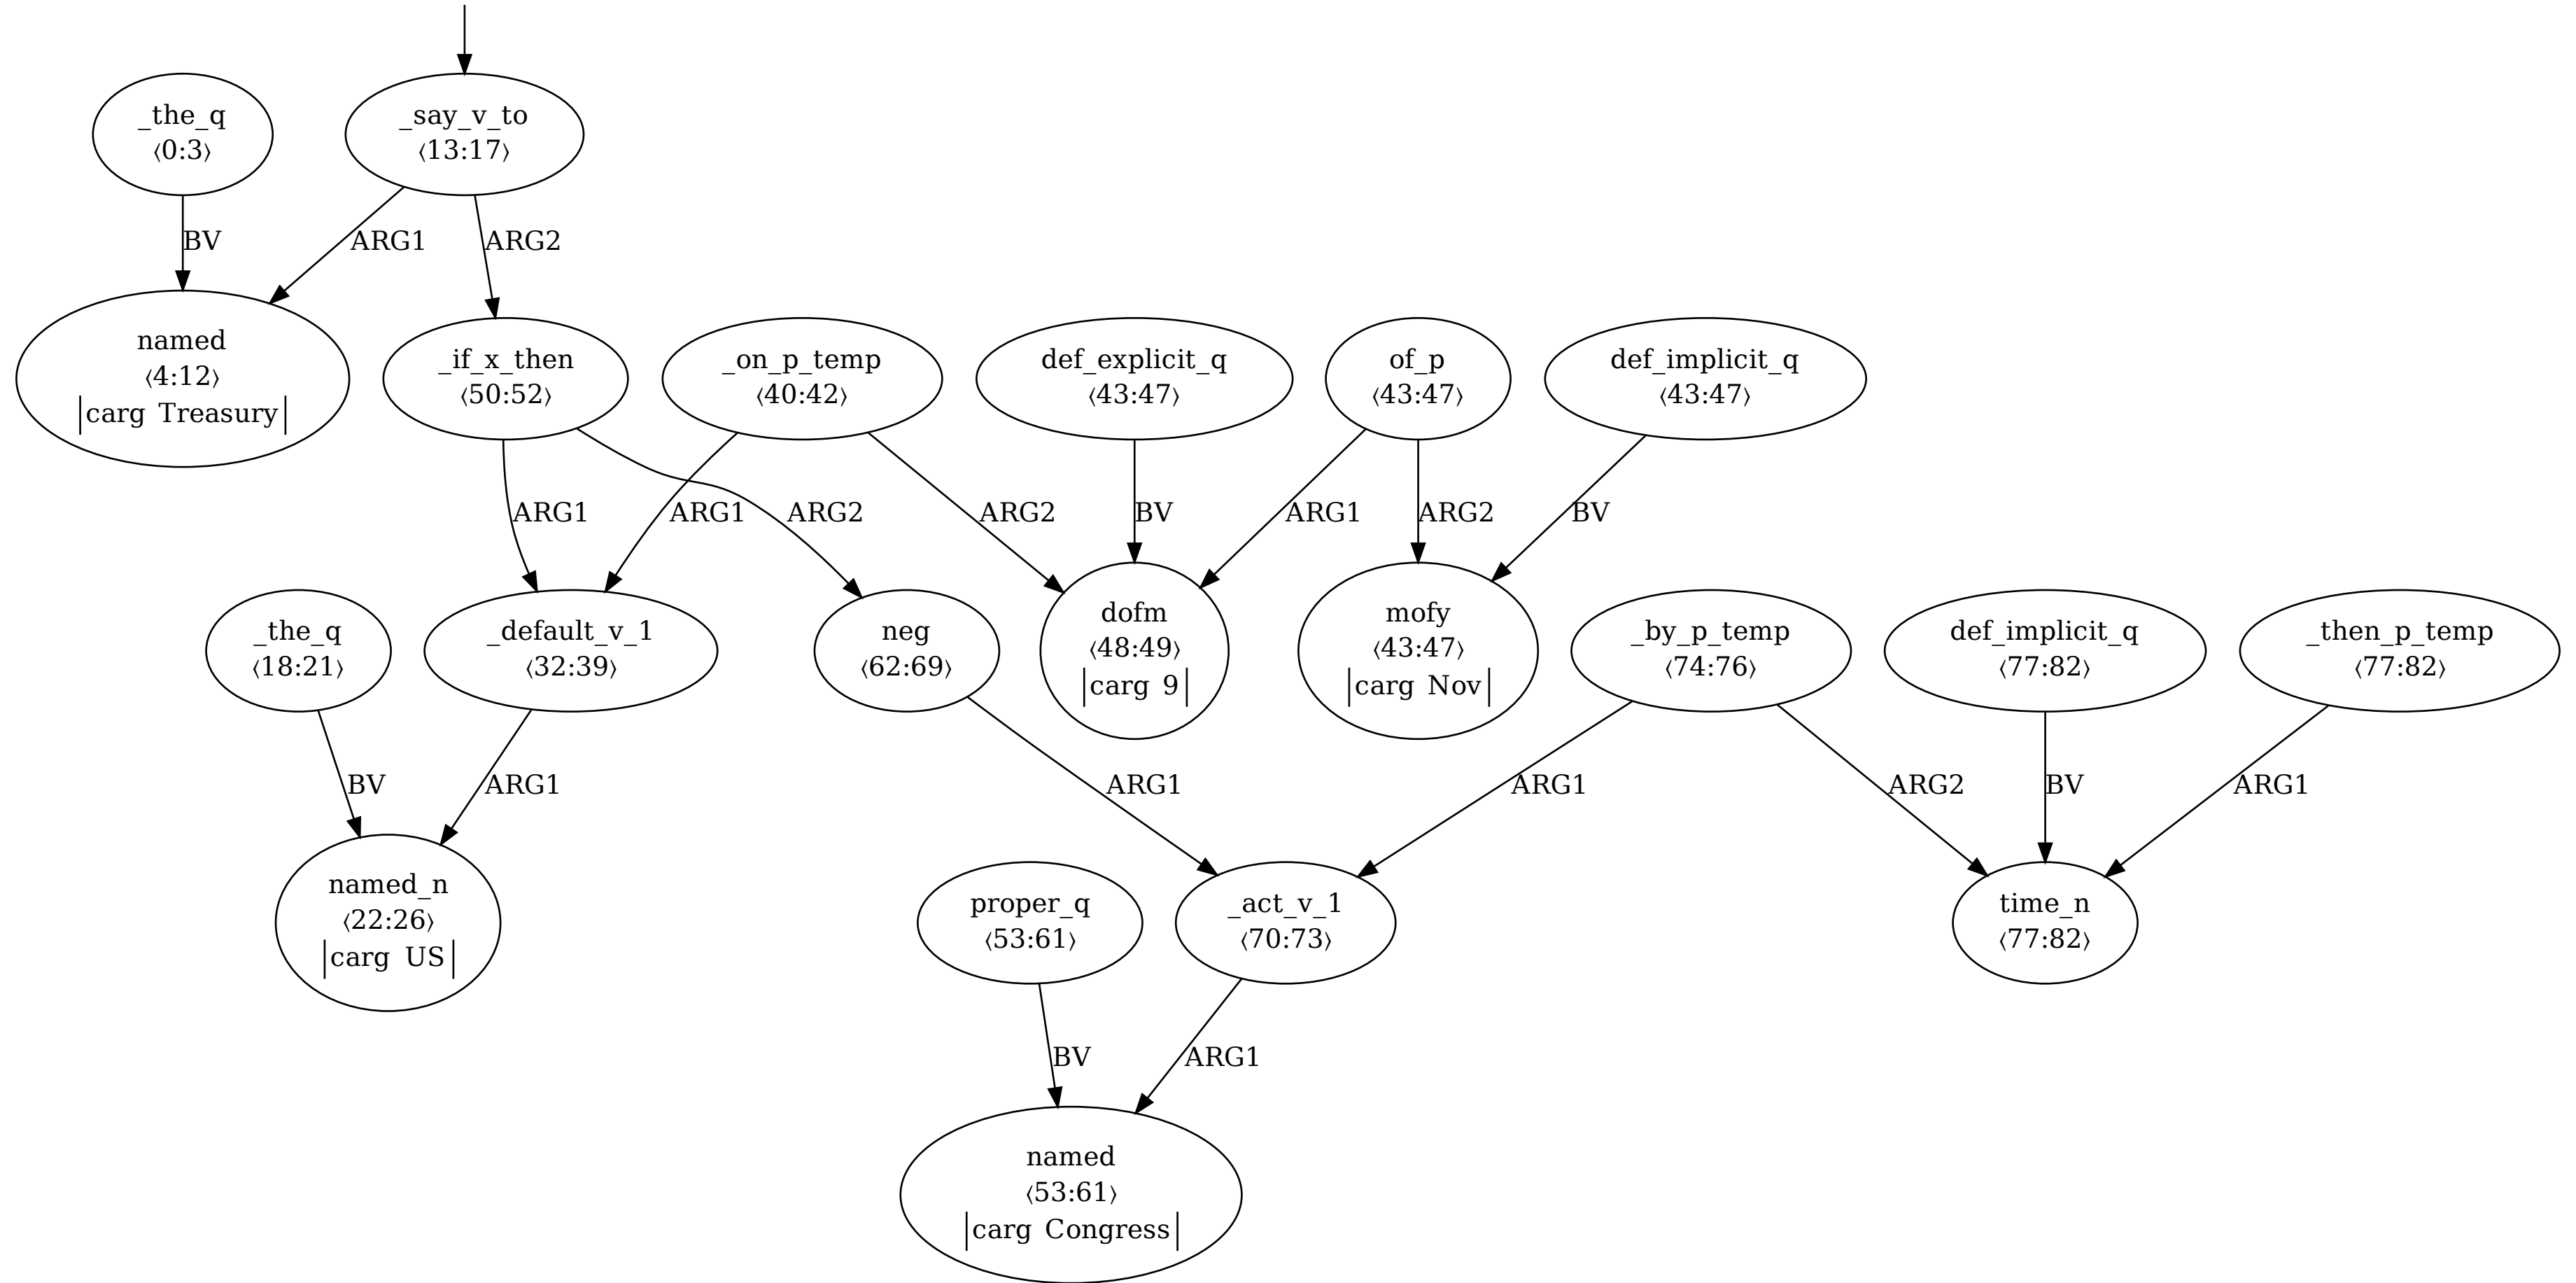 _the_q
⟨0:3⟩
_say_v_to
⟨13:17⟩
BV
ARG1
ARG2
named
⟨4:12⟩
|carg Treasury|
_if_x_then
⟨50:52⟩
_on_p_temp
⟨40:42⟩
def_explicit_q
⟨43:47⟩
of_p
⟨43:47⟩
def_implicit_q
⟨43:47⟩
ARG1
ARG1
ARG2
ARG2
BV
ARG1
ARG2
BV
_the_q
⟨18:21⟩
_default_v_1
⟨32:39⟩
neg
⟨62:69⟩
dofm
⟨48:49⟩
|carg 9|
mofy
⟨43:47⟩
|carg Nov|
_by_p_temp
⟨74:76⟩
def_implicit_q
⟨77:82⟩
_then_p_temp
⟨77:82⟩
BV
ARG1
ARG1
ARG1
ARG2
BV
ARG1
named_n
⟨22:26⟩
|carg US|
proper_q
⟨53:61⟩
_act_v_1
⟨70:73⟩
time_n
⟨77:82⟩
BV
ARG1
named
⟨53:61⟩
|carg Congress|